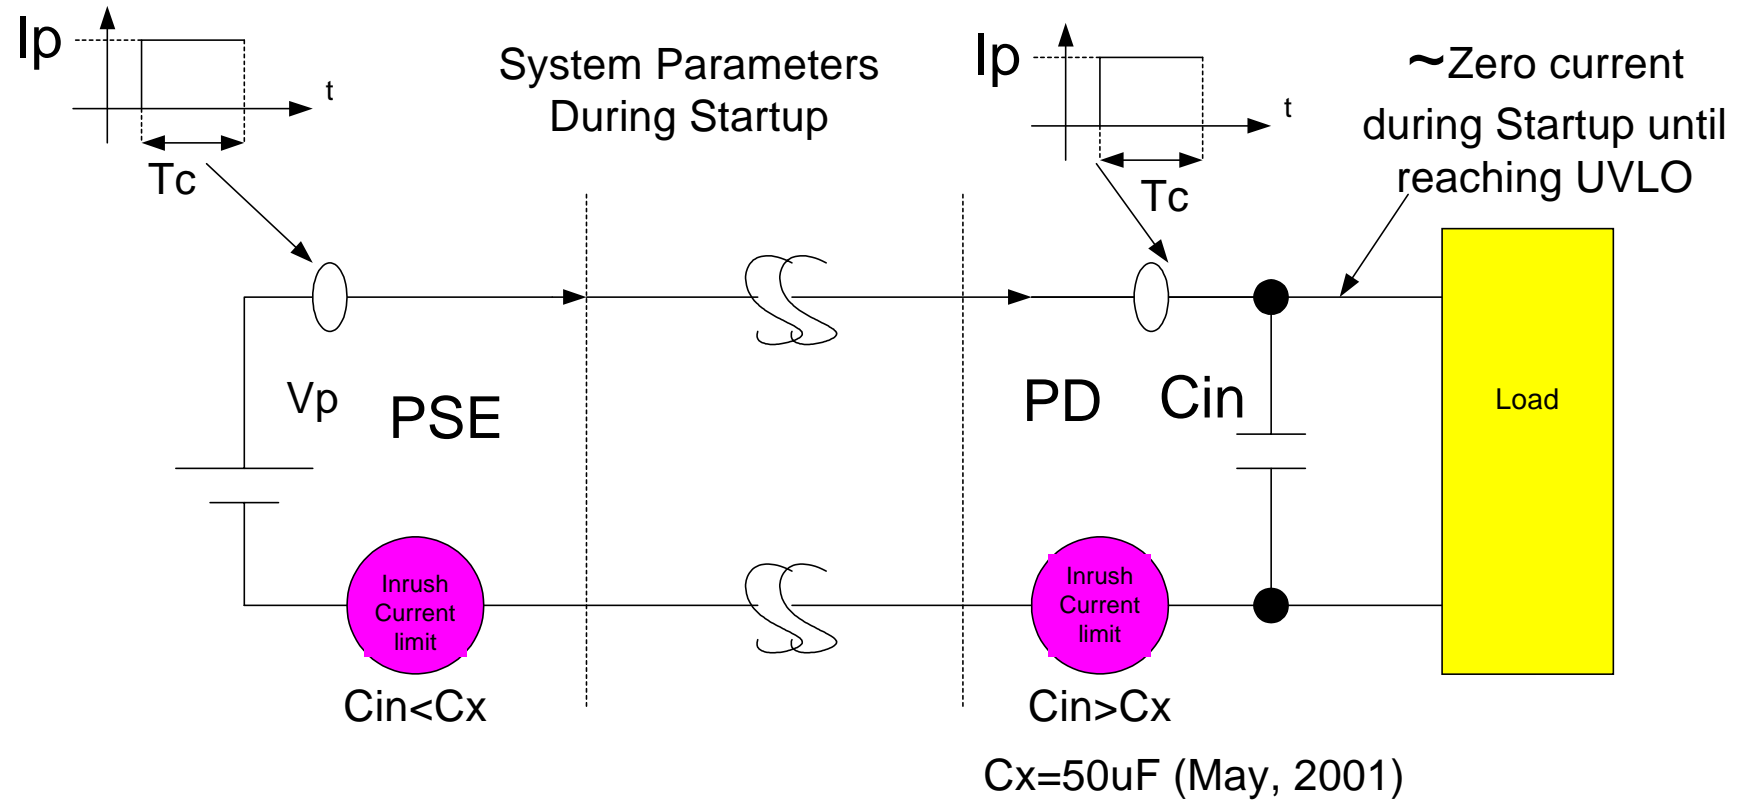 Ip
t
Tc
System Parameters
During Startup
Ip
t
Tc
~Zero current
during Startup until
reaching UVLO
Vp
PSE
PD
Cin
Load
Inrush
Current
limit
Cin<Cx
Inrush
Current
limit
Cin>Cx
Cx=50uF (May, 2001)